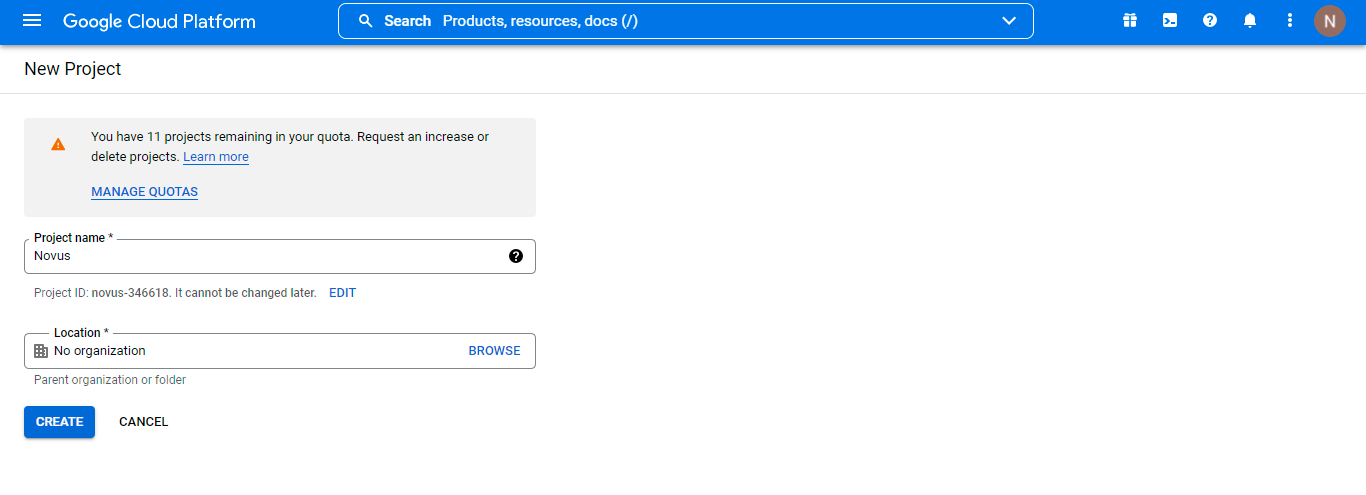 Google Cloud Platform
Search Products, resources, docs (/)
N
New Project
You have 11 projects remaining in your quota. Request an increase or
delete projects. Learn more
MANAGE QUOTAS
Project name *
Novus
Project ID: novus-346618. It cannot be changed later. EDIT
Location *
No organization BROWSE
Parent organization or folder
CREATE CANCEL